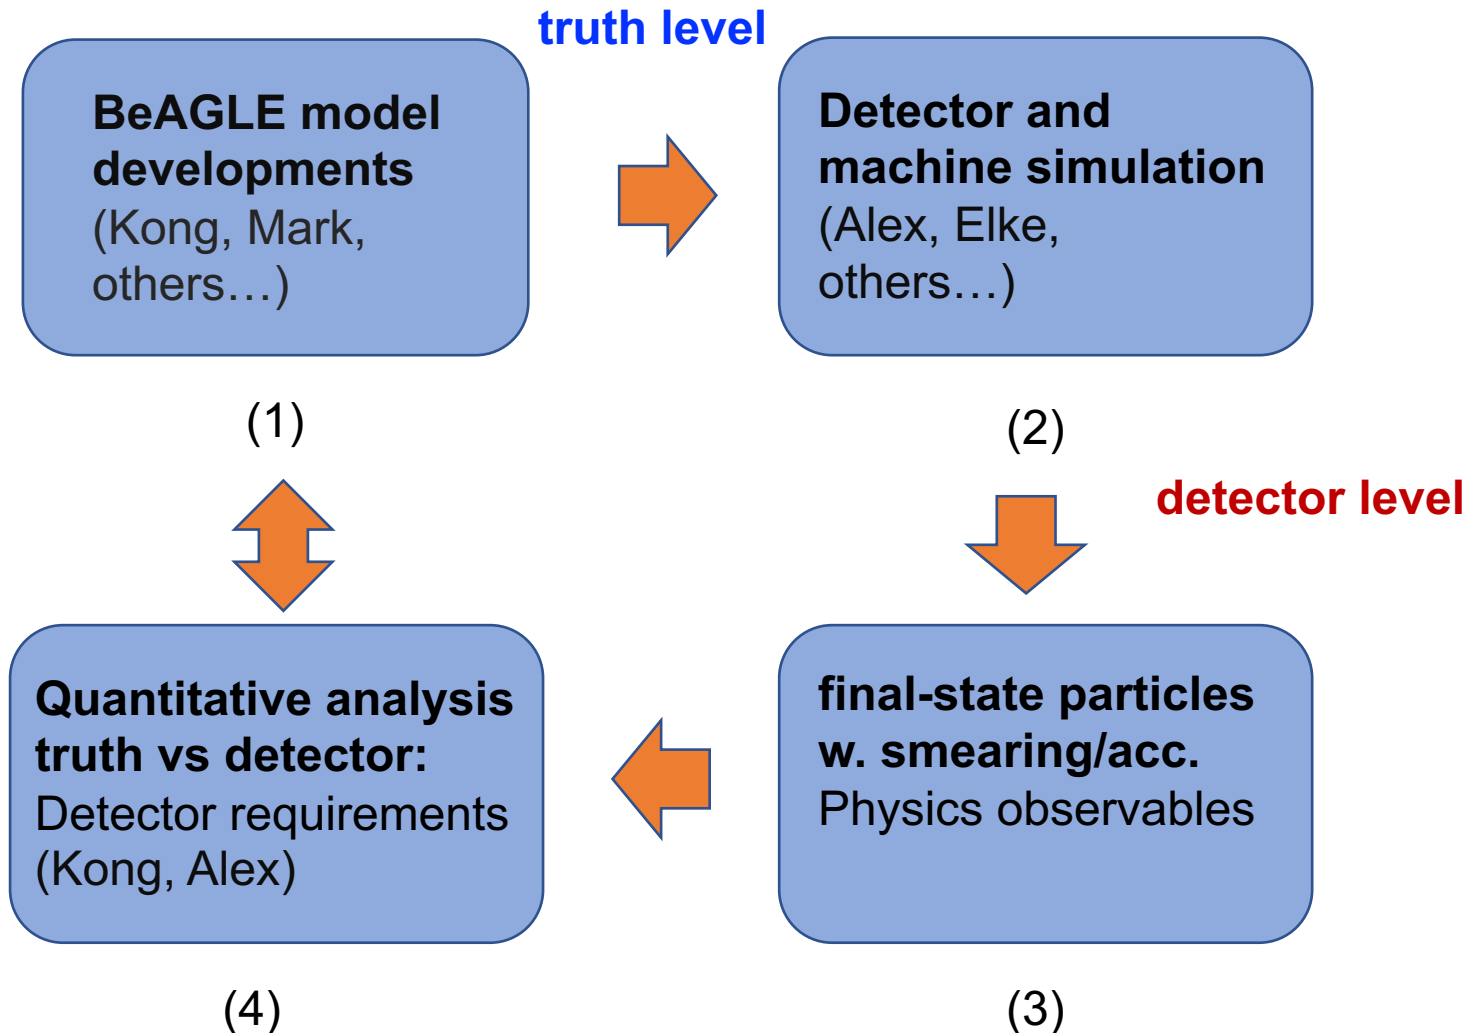 truth level
BeAGLE model
developments
(Kong, Mark,
others…)
(1)
Detector and
machine simulation
(Alex, Elke,
others…)
(2)
detector level
final-state particles
w. smearing/acc.
Physics observables
(3)
Quantitative analysis
truth vs detector:
Detector requirements
(Kong, Alex)
(4)